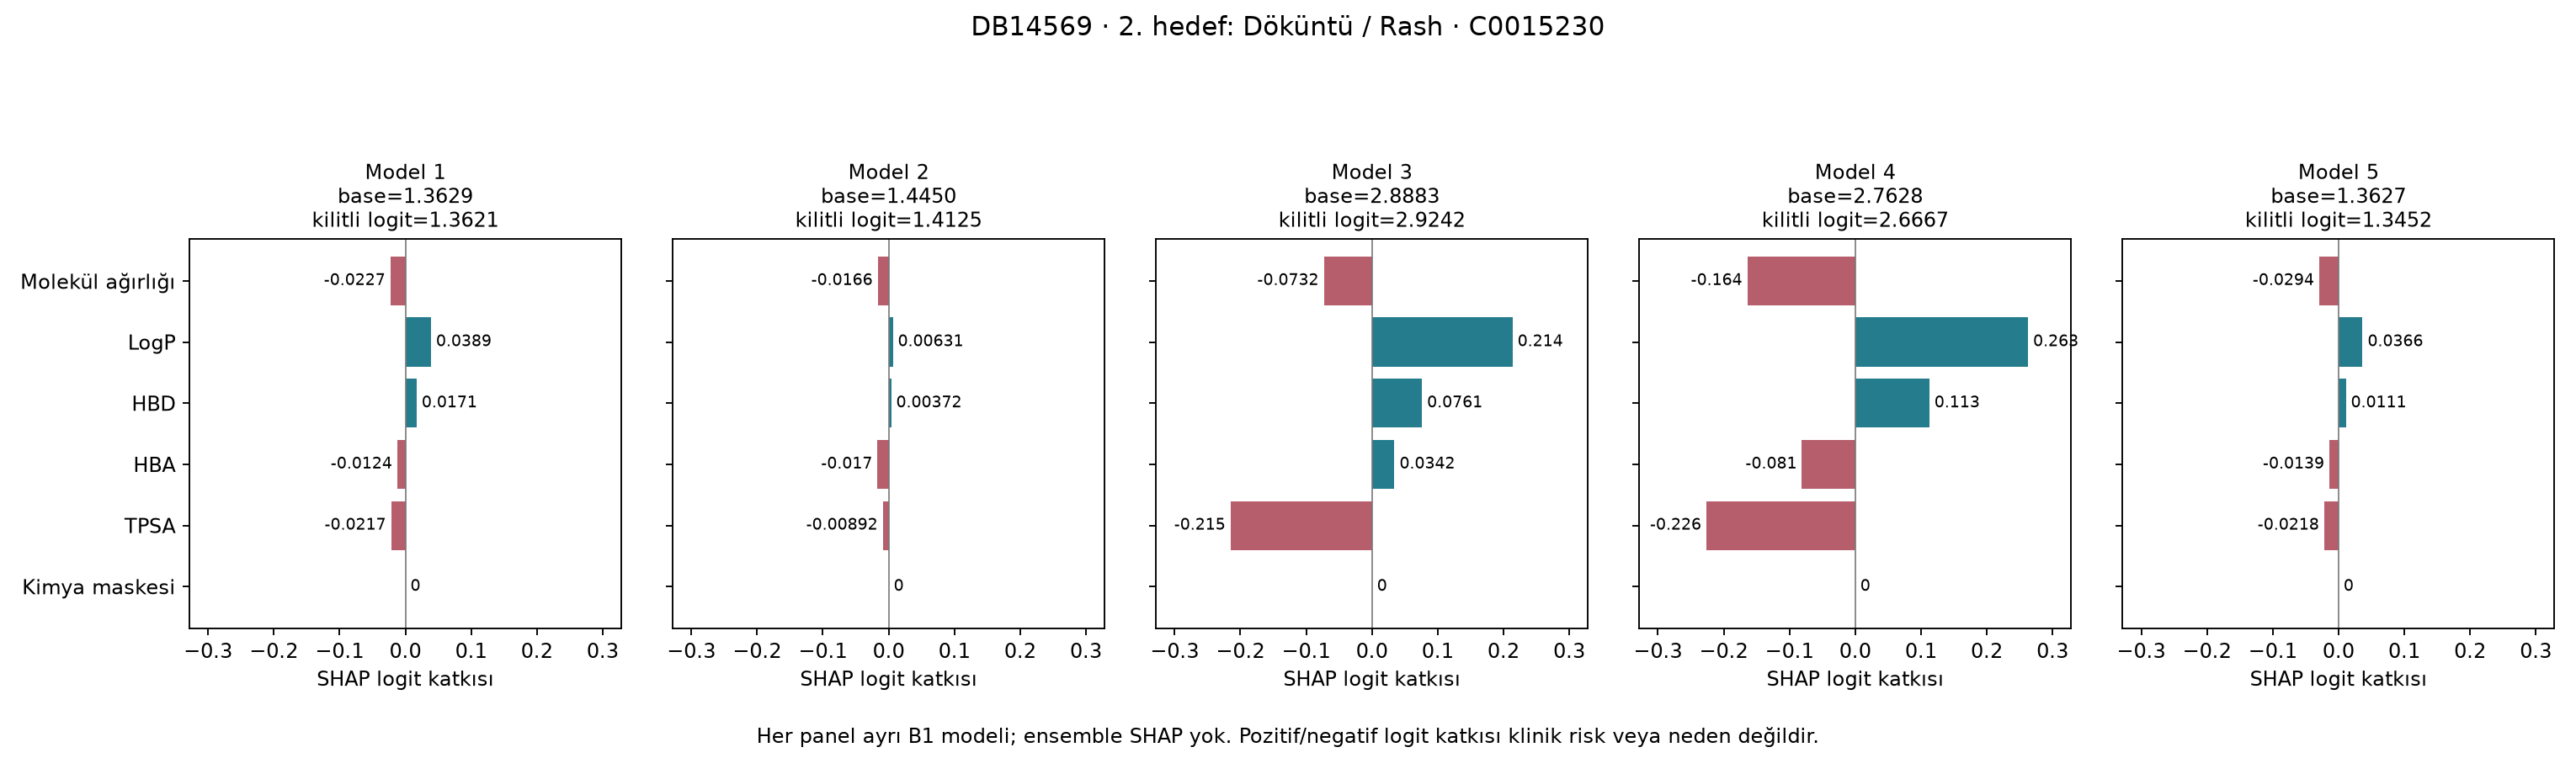 DB14569 · 2. hedef: Döküntü / Rash · C0015230
Model 1
base=1.3629
kilitli logit=1.3621
Model 2
base=1.4450
kilitli logit=1.4125
Model 3
base=2.8883
kilitli logit=2.9242
Model 4
base=2.7628
kilitli logit=2.6667
Model 5
base=1.3627
kilitli logit=1.3452
Molekül ağırlığı
LogP
HBD
HBA
TPSA
Kimya maskesi
-0.0227
0.0389
0.0171
-0.0124
-0.0217
0
-0.0166
0.00631
0.00372
-0.017
-0.00892
0
-0.0732
0.214
0.0761
0.0342
-0.215
0
-0.164
0.263
0.113
-0.081
-0.226
0
-0.0294
0.0366
0.0111
-0.0139
-0.0218
0
−0.3 −0.2 −0.1 0.0 0.1 0.2 0.3
−0.3 −0.2 −0.1 0.0 0.1 0.2 0.3
−0.3 −0.2 −0.1 0.0 0.1 0.2 0.3
−0.3 −0.2 −0.1 0.0 0.1 0.2 0.3
−0.3 −0.2 −0.1 0.0 0.1 0.2 0.3
SHAP logit katkısı
SHAP logit katkısı
SHAP logit katkısı
SHAP logit katkısı
SHAP logit katkısı
Her panel ayrı B1 modeli; ensemble SHAP yok. Pozitif/negatif logit katkısı klinik risk veya neden değildir.